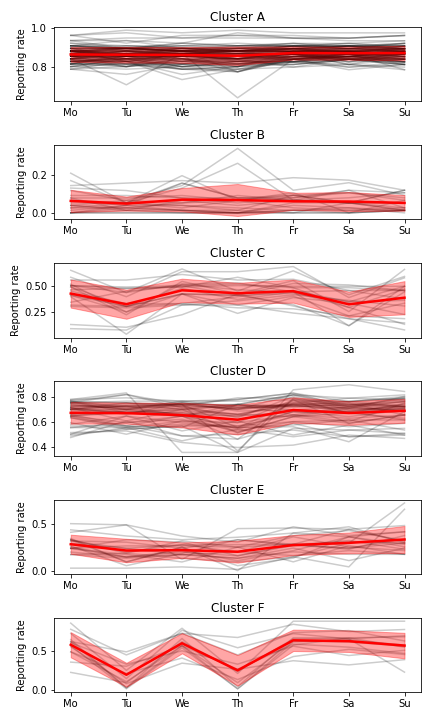 Cluster A
Reporting rate
1.0
0.8
Mo Tu We Th Fr Sa Su
Cluster B
Reporting rate
0.2
0.0
Mo Tu We Th Fr Sa Su
Cluster C
Reporting rate
0.50
0.25
Mo Tu We Th Fr Sa Su
Cluster D
Reporting rate
0.8
0.6
0.4
Mo Tu We Th Fr Sa Su
Cluster E
Reporting rate
0.5
0.0
Mo Tu We Th Fr Sa Su
Cluster F
Reporting rate
0.5
0.0
Mo Tu We Th Fr Sa Su